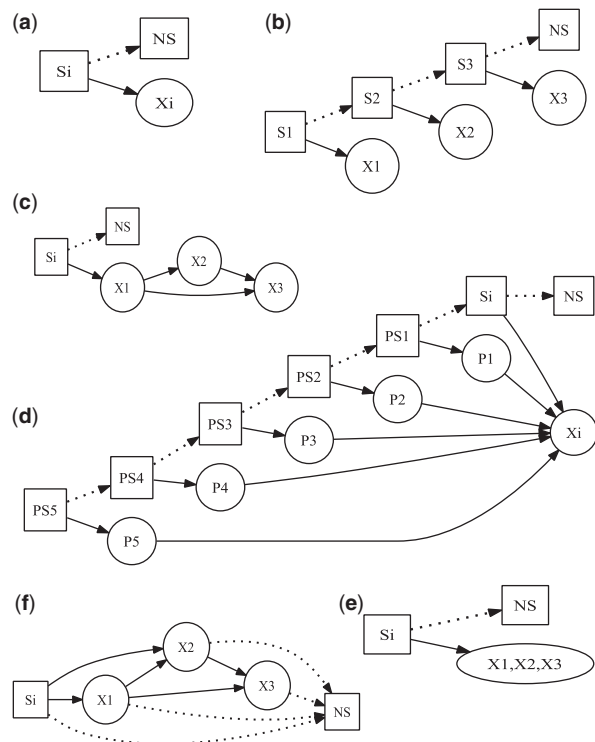 (a)
NS
Si
Xi
(b)
NS
S3
S2
X3
S1
X2
X1
(c)
NS
Si
X2
X1
X3
(d)
Si
NS
PS1
P1
PS2
P2
Xi
PS3
P3
PS4
P4
PS5
P5
(f)
X2
Si
X1
X3
NS
(e)
NS
Si
X1,X2,X3